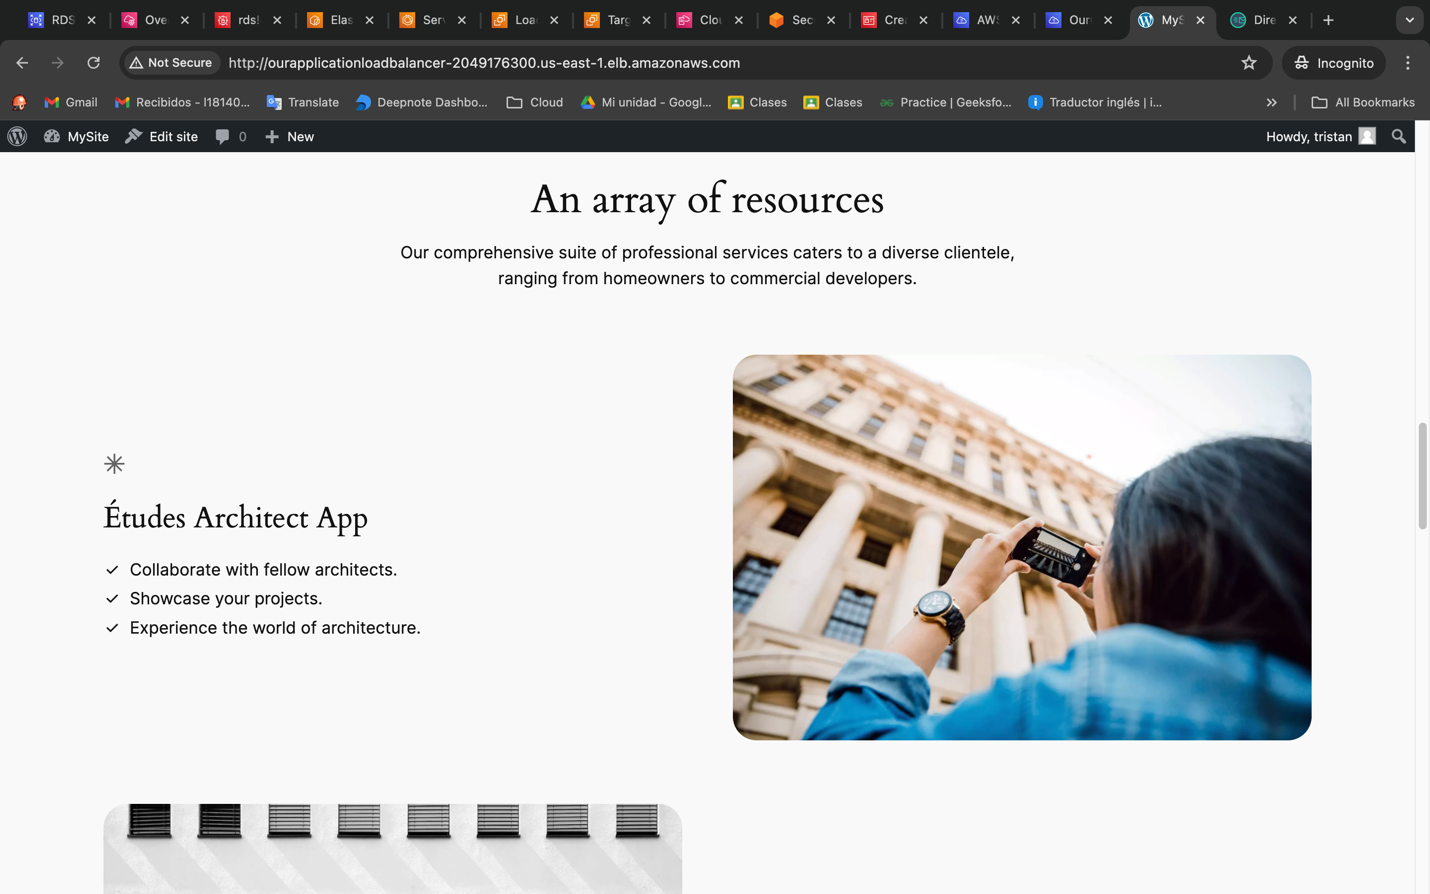 RDS
Ove
rds!
Elas
Serv
Loa
Targ
Clou
Sec
Cre
AW
Our
MyS
Dire
Not Secure
http://ourapplicationloadbalancer-2049176300.us-east-1.elb.amazonaws.com
Incognito
Gmail
Recibidos - l18140...
Translate
Deepnote Dashbo...
Cloud
Mi unidad - Googl...
Clases
Clases
Practice | Geeksfo...
Traductor inglés | i...
All Bookmarks
MySite
Edit site
0
New
Howdy, tristan
An array of resources
Our comprehensive suite of professional services caters to a diverse clientele,
ranging from homeowners to commercial developers.
Études Architect App
Collaborate with fellow architects.
Showcase your projects.
Experience the world of architecture.